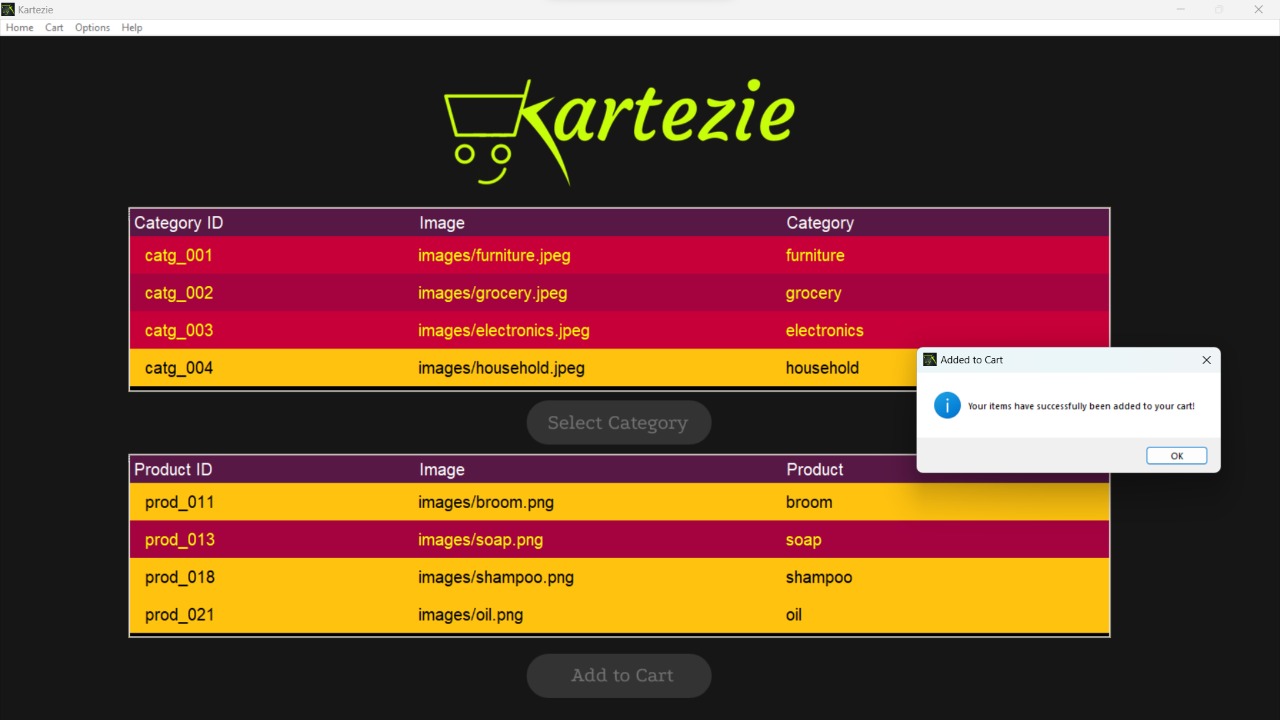 Kartezie
Home Cart Options Help
Kartezie
Category ID Image Category
catg_001 images/furniture.jpeg furniture
catg_002 images/grocery.jpeg grocery
catg_003 images/electronics.jpeg electronics
catg_004 images/household.jpeg household
Added to Cart
Your items have successfully been added to your cart!
OK
Select Category
Product ID Image Product
prod_011 images/broom.png broom
prod_013 images/soap.png soap
prod_018 images/shampoo.png shampoo
prod_021 images/oil.png oil
Add to Cart